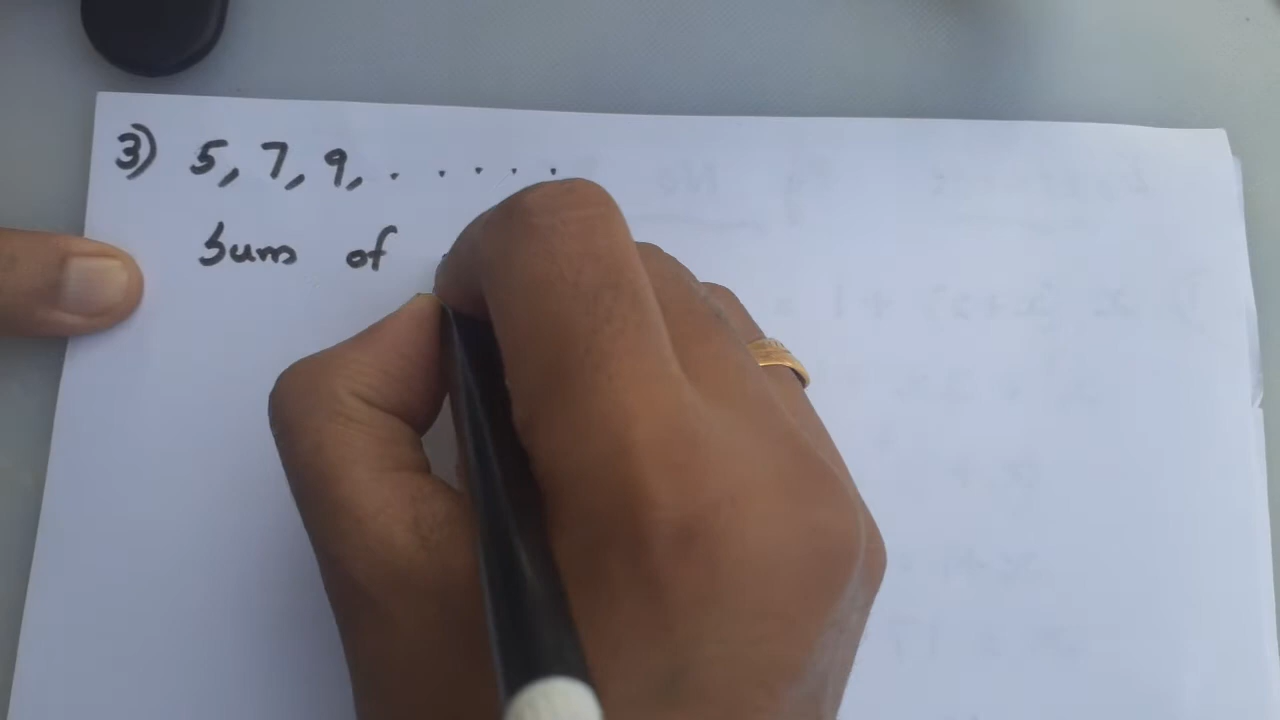 3) 5, 7, 9, . . . . .
Sum of